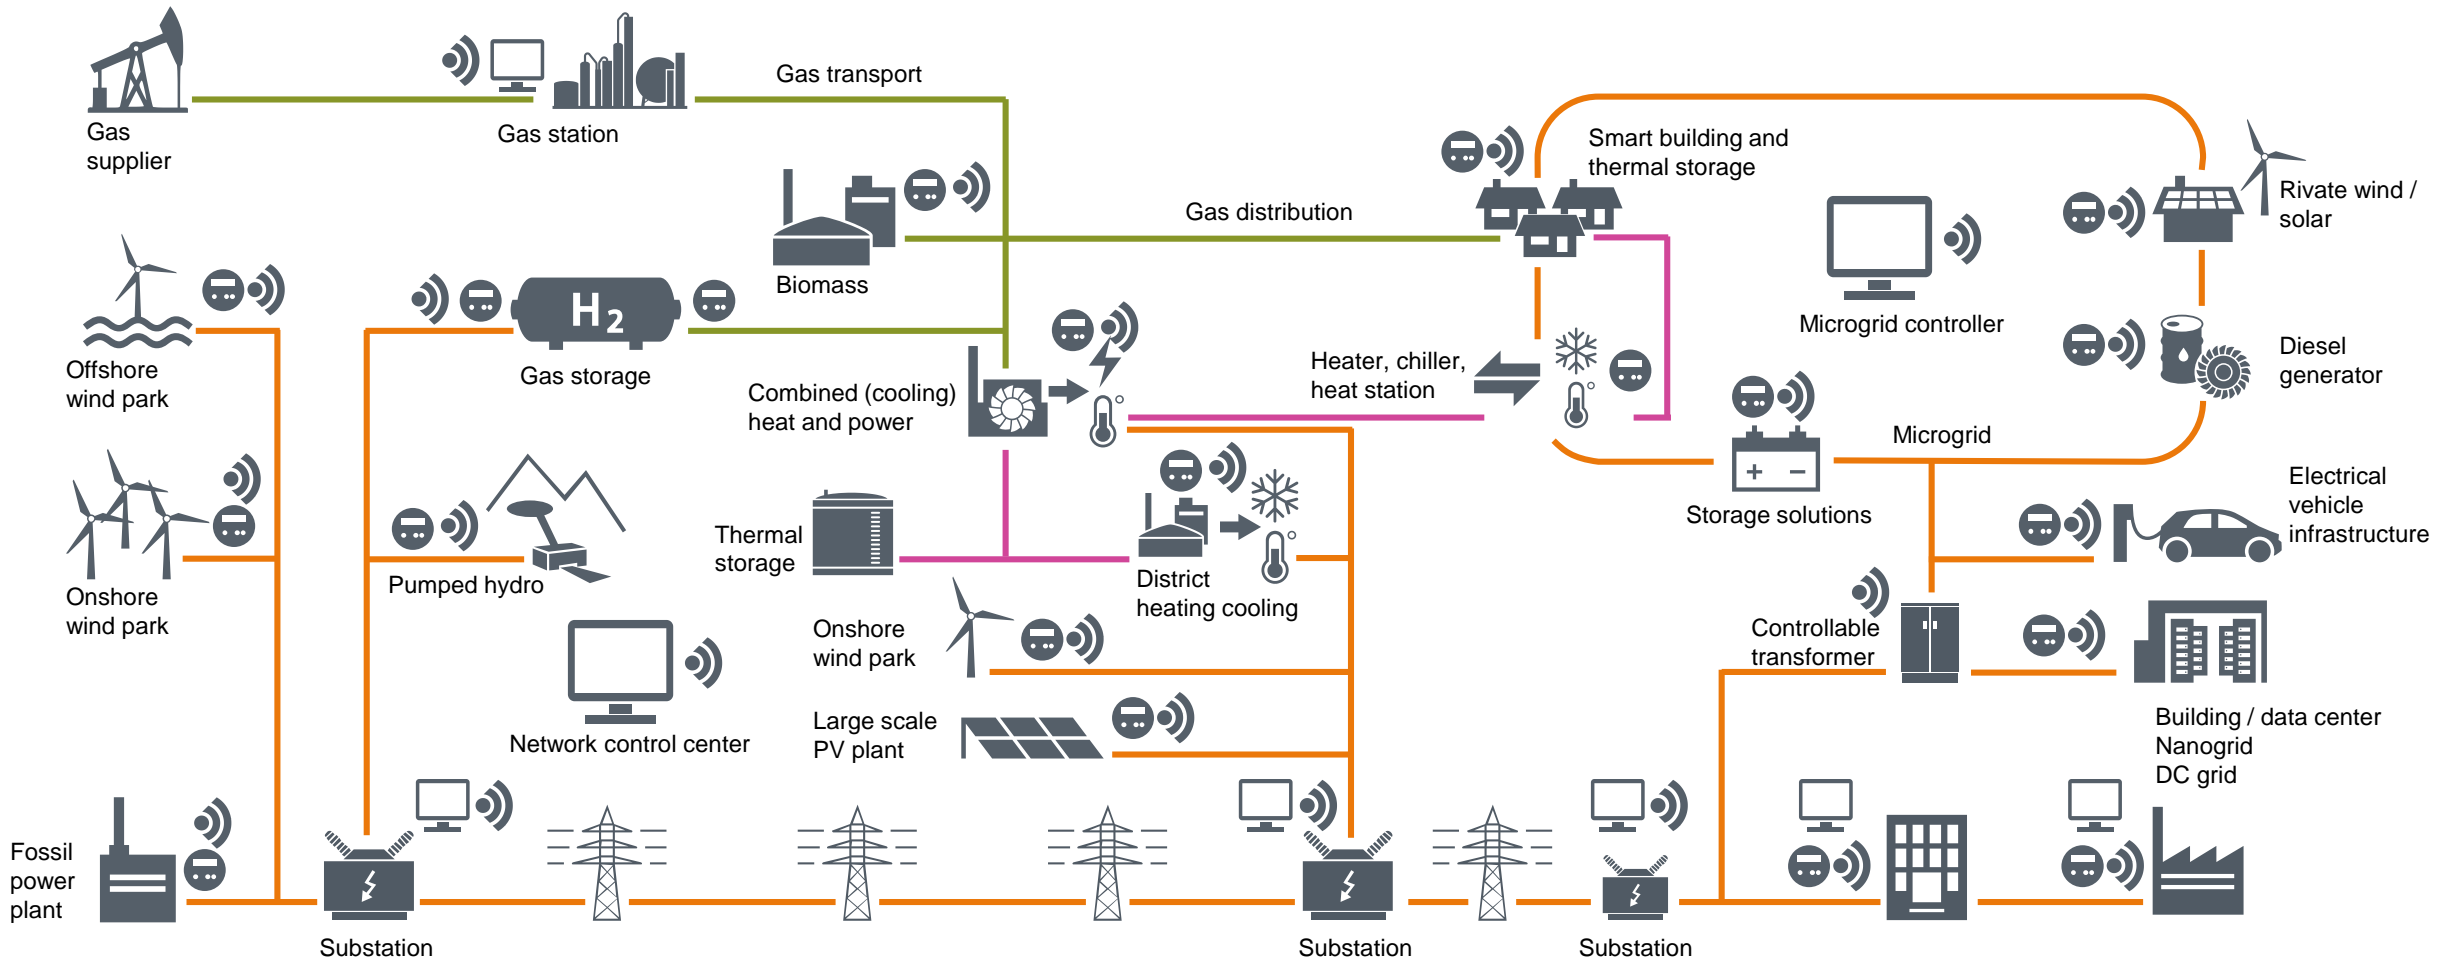 Gas transport
Gas
supplier
Gas station
Smart building and
thermal storage
Gas distribution
Rivate wind /
solar
Biomass
H2
Microgrid controller
Offshore
wind park
Gas storage
Combined (cooling)
heat and power
Heater, chiller,
heat station
Diesel
generator
Microgrid
Electrical
vehicle
infrastructure
+ −
Storage solutions
Thermal
storage
Pumped hydro
District
heating cooling
Onshore
wind park
Onshore
wind park
Controllable
transformer
Network control center
Large scale
PV plant
Building / data center
Nanogrid
DC grid
Fossil
power
plant
Substation
Substation
Substation